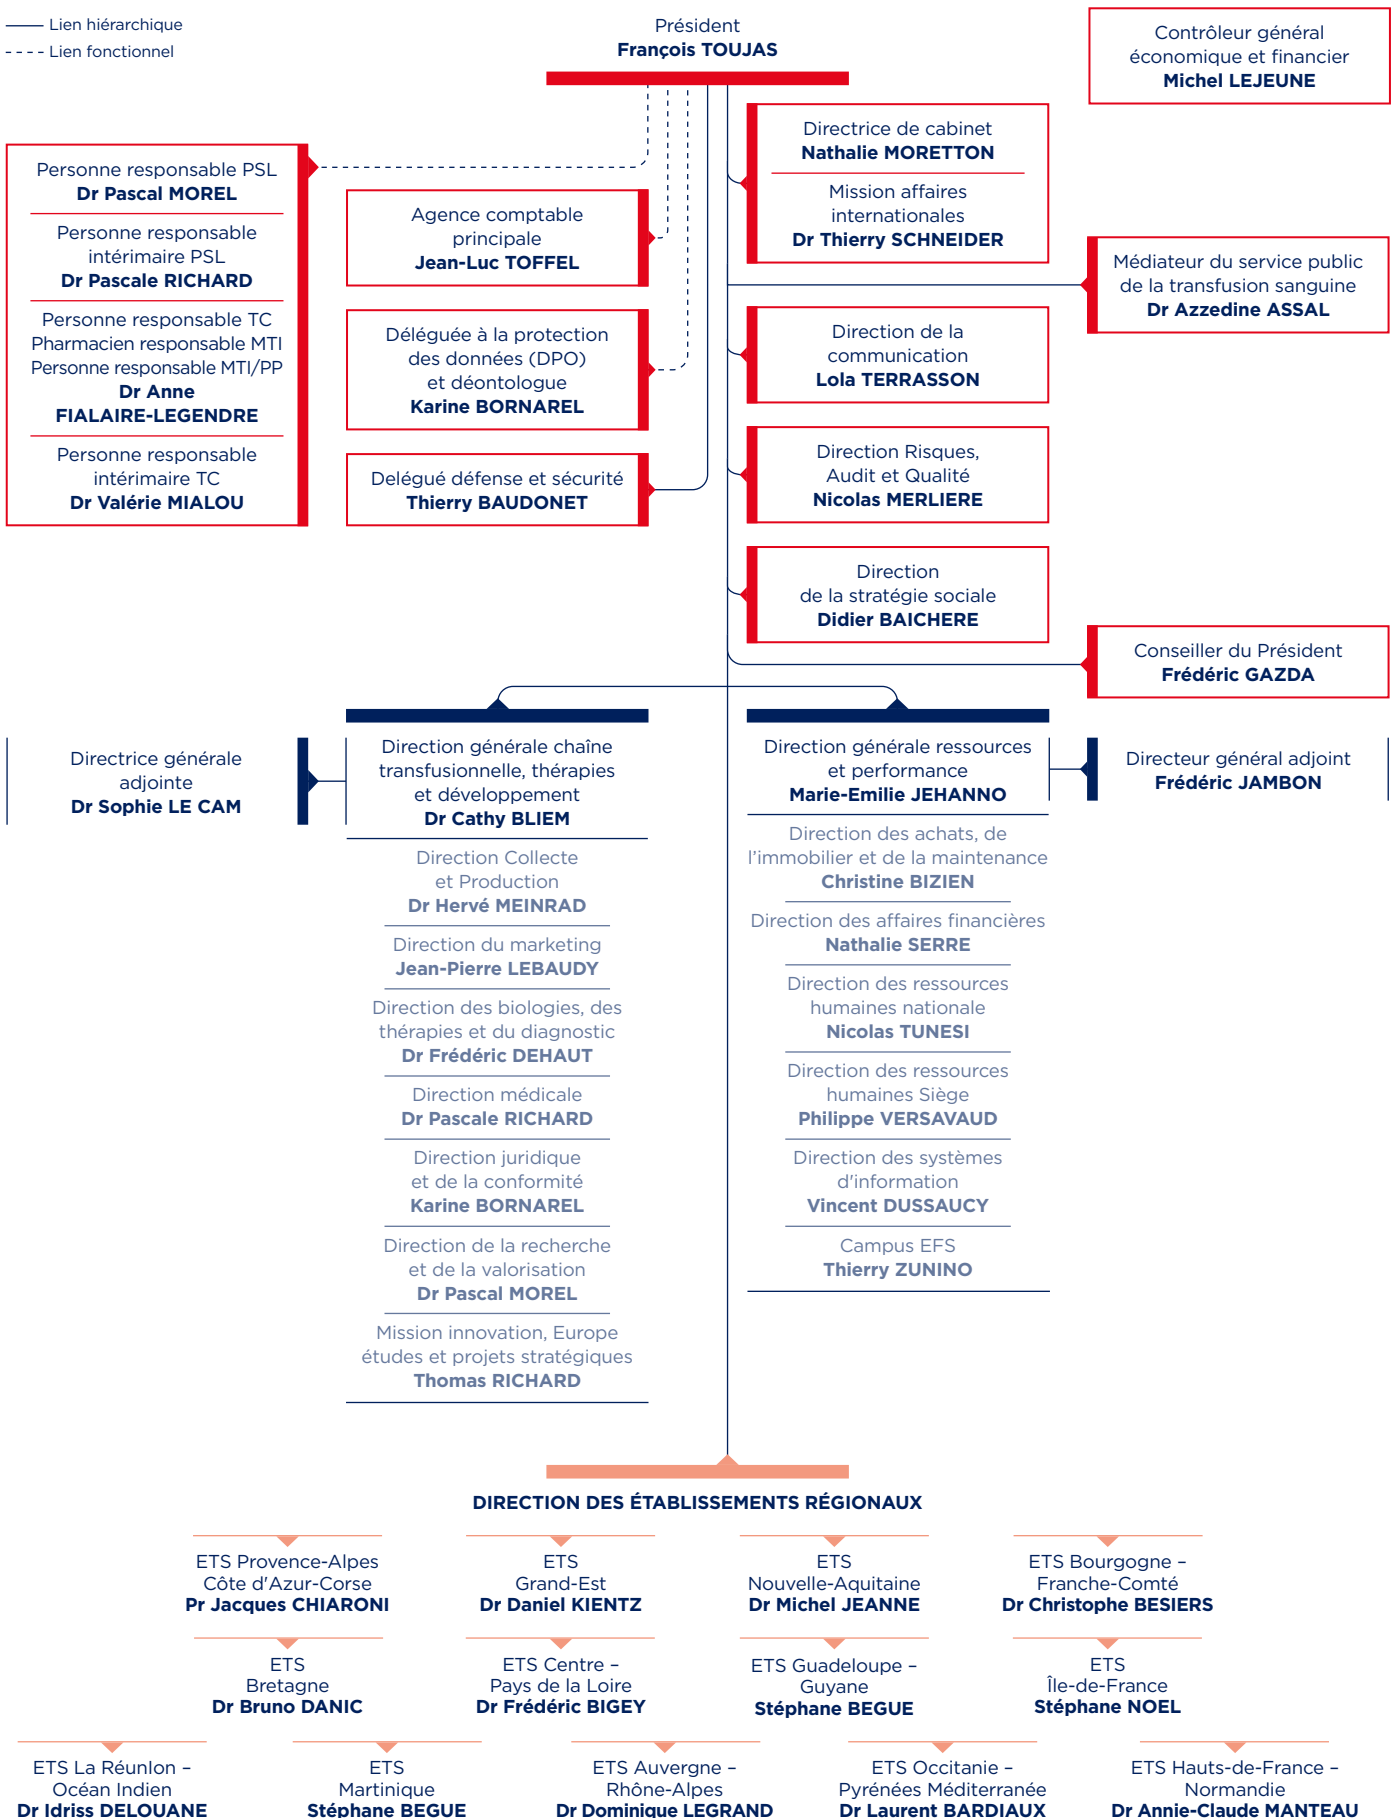 Lien hiérarchique
Lien fonctionnel
Président
François TOUJAS
Contrôleur général
économique et financier
Michel LEJEUNE
Personne responsable PSL
Dr Pascal MOREL
Personne responsable
intérimaire PSL
Dr Pascale RICHARD
Personne responsable TC
Pharmacien responsable MTI
Personne responsable MTI/PP
Dr Anne
FIALAIRE-LEGENDRE
Personne responsable
intérimaire TC
Dr Valérie MIALOU
Agence comptable
principale
Jean-Luc TOFFEL
Déléguée à la protection
des données (DPO)
et déontologue
Karine BORNAREL
Delégué défense et sécurité
Thierry BAUDONET
Directrice de cabinet
Nathalie MORETTON
Mission affaires
internationales
Dr Thierry SCHNEIDER
Médiateur du service public
de la transfusion sanguine
Dr Azzedine ASSAL
Direction de la
communication
Lola TERRASSON
Direction Risques,
Audit et Qualité
Nicolas MERLIERE
Direction
de la stratégie sociale
Didier BAICHERE
Conseiller du Président
Frédéric GAZDA
Directrice générale
adjointe
Dr Sophie LE CAM
Direction générale chaîne
transfusionnelle, thérapies
et développement
Dr Cathy BLIEM
Direction Collecte
et Production
Dr Hervé MEINRAD
Direction du marketing
Jean-Pierre LEBAUDY
Direction des biologies, des
thérapies et du diagnostic
Dr Frédéric DEHAUT
Direction médicale
Dr Pascale RICHARD
Direction juridique
et de la conformité
Karine BORNAREL
Direction de la recherche
et de la valorisation
Dr Pascal MOREL
Mission innovation, Europe
études et projets stratégiques
Thomas RICHARD
Direction générale ressources
et performance
Marie-Emilie JEHANNO
Direction des achats, de
l'immobilier et de la maintenance
Christine BIZIEN
Direction des affaires financières
Nathalie SERRE
Direction des ressources
humaines nationale
Nicolas TUNESI
Direction des ressources
humaines Siège
Philippe VERSAVAUD
Direction des systèmes
d'information
Vincent DUSSAUCY
Campus EFS
Thierry ZUNINO
Directeur général adjoint
Frédéric JAMBON
DIRECTION DES ÉTABLISSEMENTS RÉGIONAUX
ETS Provence-Alpes
Côte d'Azur-Corse
Pr Jacques CHIARONI
ETS
Grand-Est
Dr Daniel KIENTZ
ETS
Nouvelle-Aquitaine
Dr Michel JEANNE
ETS Bourgogne –
Franche-Comté
Dr Christophe BESIERS
ETS
Bretagne
Dr Bruno DANIC
ETS Centre –
Pays de la Loire
Dr Frédéric BIGEY
ETS Guadeloupe –
Guyane
Stéphane BEGUE
ETS
Île-de-France
Stéphane NOEL
ETS La RéunIon –
Océan Indien
Dr Idriss DELOUANE
ETS
Martinique
Stéphane BEGUE
ETS Auvergne –
Rhône-Alpes
Dr Dominique LEGRAND
ETS Occitanie –
Pyrénées Méditerranée
Dr Laurent BARDIAUX
ETS Hauts-de-France –
Normandie
Dr Annie-Claude MANTEAU